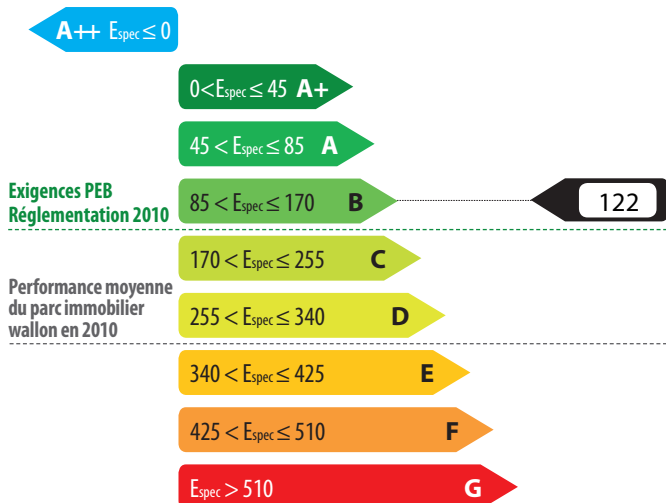 A++ Espec ≤ 0
0 < Espec ≤ 45 A+
45 < Espec ≤ 85 A
Exigences PEB
Réglementation 2010
85 < Espec ≤ 170 B
122
170 < Espec ≤ 255 C
Performance moyenne
du parc immobilier
wallon en 2010
255 < Espec ≤ 340 D
340 < Espec ≤ 425 E
425 < Espec ≤ 510 F
Espec > 510 G